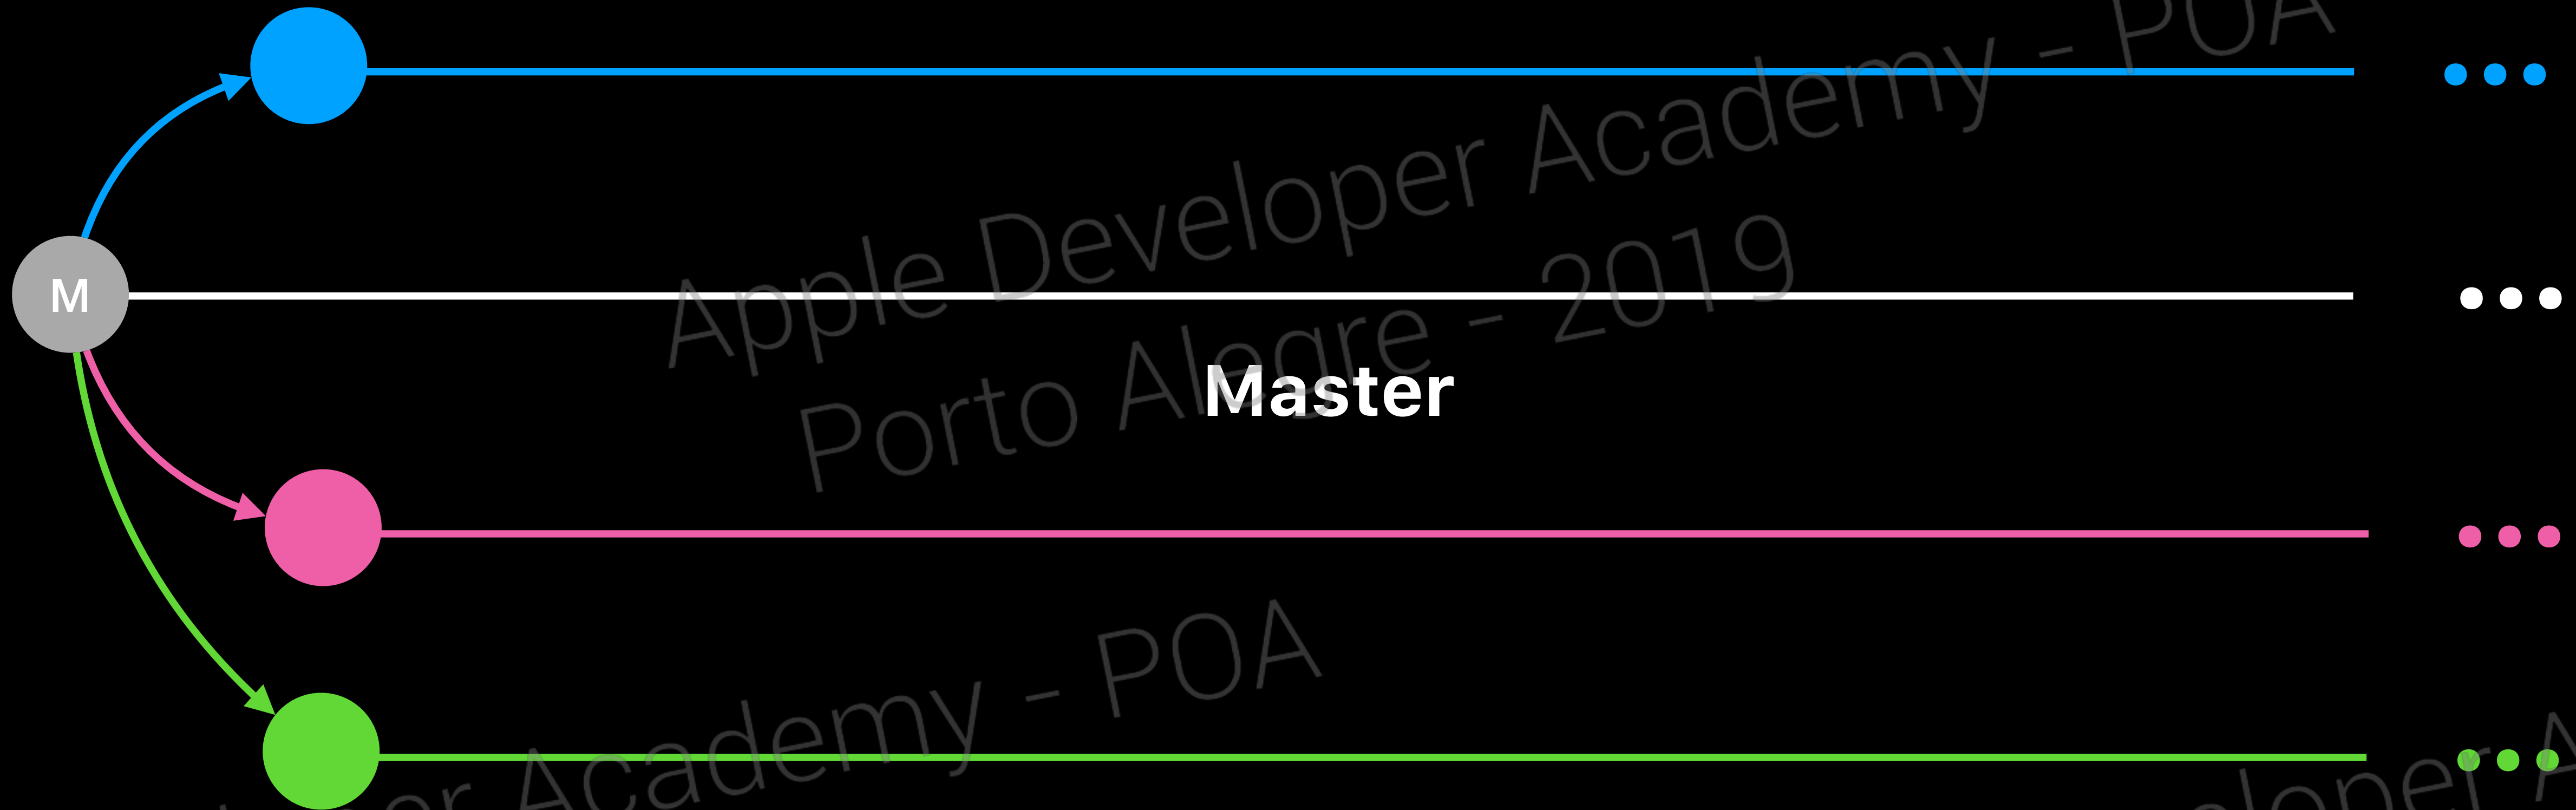 Apple Developer Academy - POA
M
Porto Alegre - 2019
Master
Academy - POA